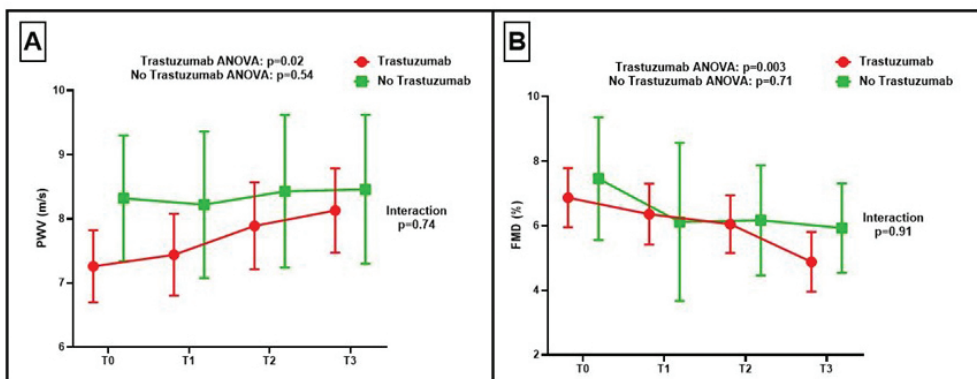 A
Trastuzumab ANOVA: p=0.02
No Trastuzumab ANOVA: p=0.54
Trastuzumab
No Trastuzumab
PWV (m/s)
10
9
8
7
6
Interaction
p=0.74
T0 T1 T2 T3
B
Trastuzumab ANOVA: p=0.003
No Trastuzumab ANOVA: p=0.71
Trastuzumab
No Trastuzumab
FMD (%)
10
8
6
4
2
Interaction
p=0.91
T0 T1 T2 T3